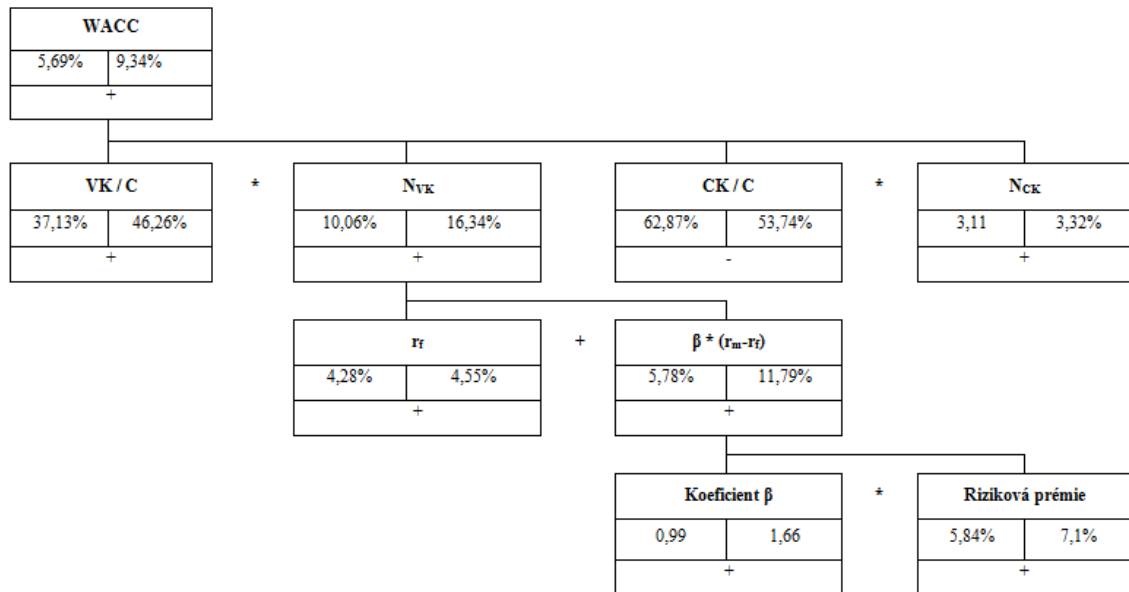 WACC
5,69% 9,34%
+
VK / C * NVK CK / C * NCK
37,13% 46,26% 10,06% 16,34% 62,87% 53,74% 3,11 3,32%
+ + - +
rf + β * (rm-rf)
4,28% 4,55% 5,78% 11,79%
+ +
Koeficient β * Riziková prémie
0,99 1,66 5,84% 7,1%
+ +